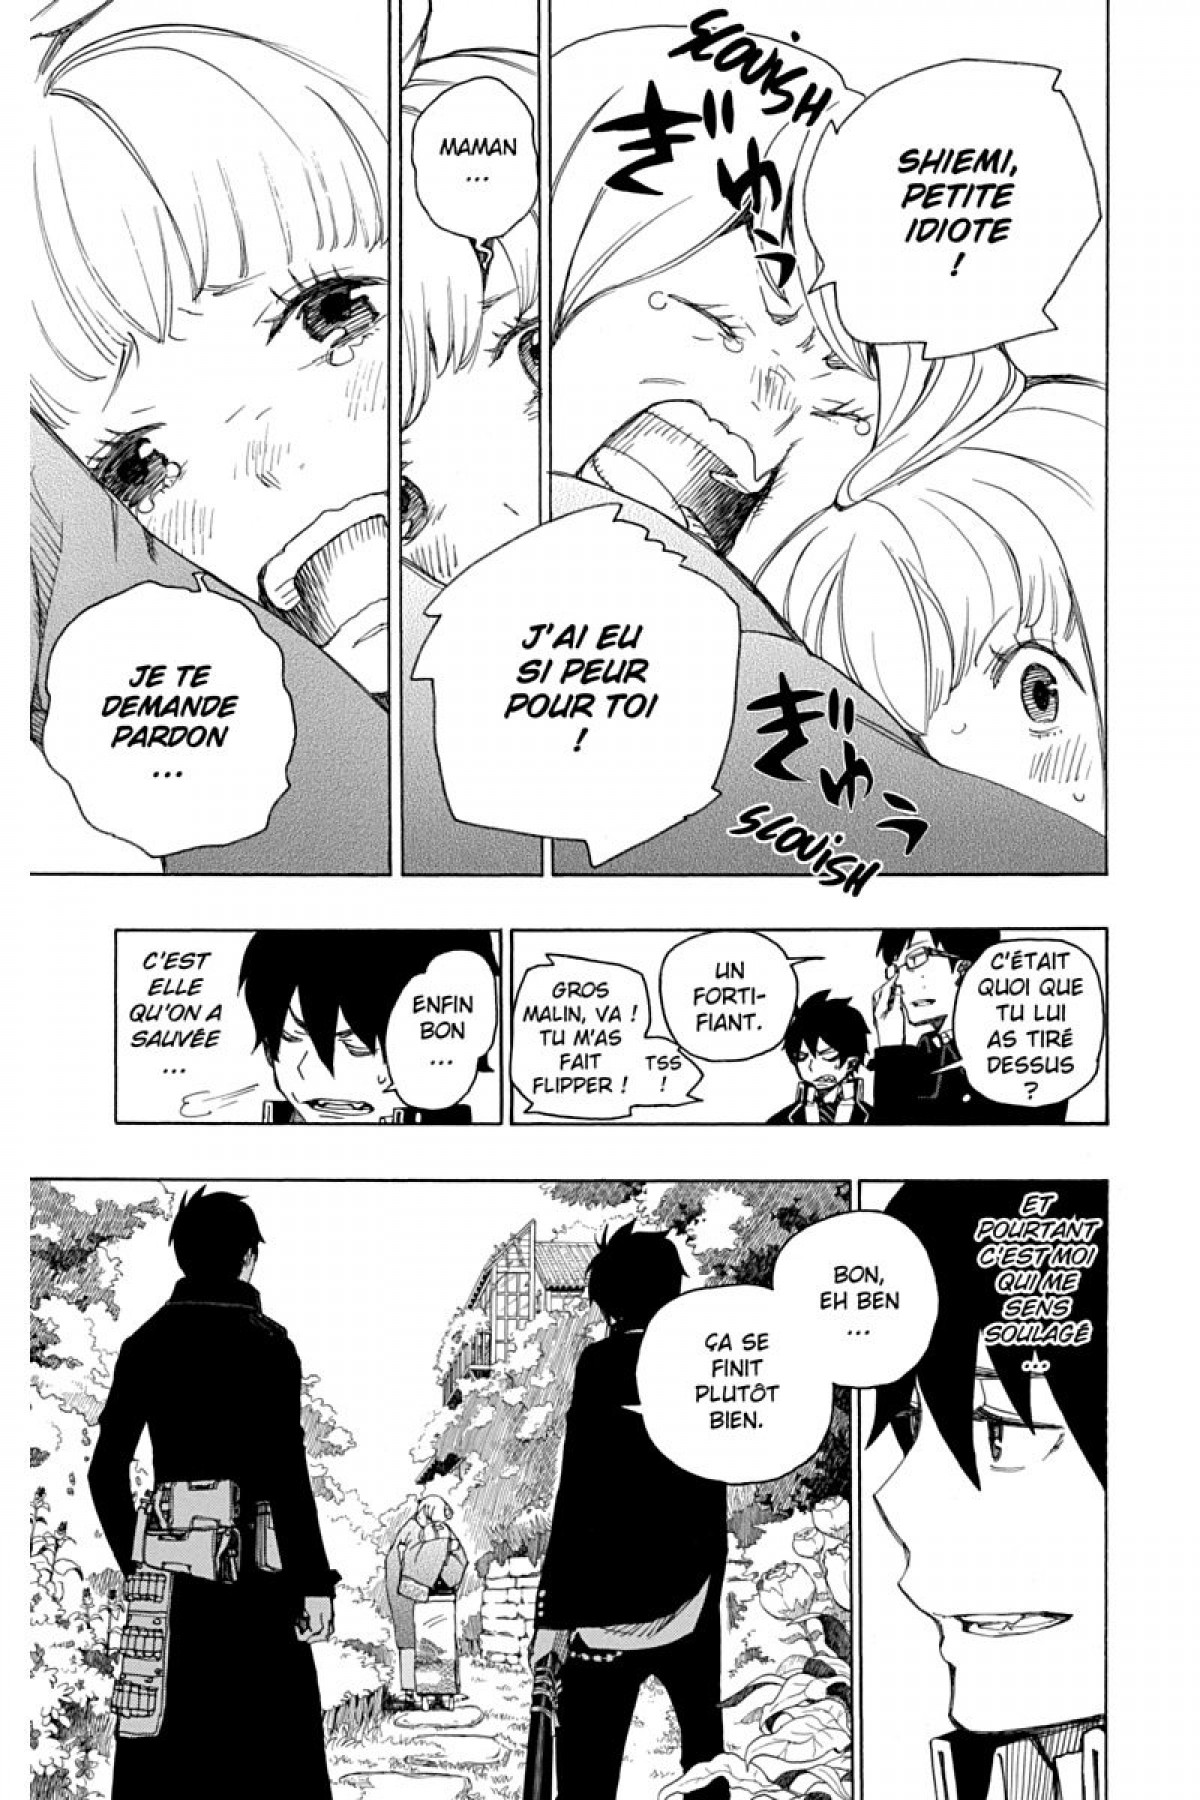 SCOUISH
ぎゅう
SHIEMI,
PETITE
IDIOTE
!
J'AI EU
SI PEUR
POUR TOI
!
ぎゅう
SCOUISH
MAMAN
...
JE TE
DEMANDE
PARDON
...
C'ÉTAIT
QUOI QUE
TU LUI
AS TIRÉ
DESSUS
?
UN
FORTI-
FIANT.
TSS
!
GROS
MALIN, VA !
TU M'AS
FAIT
FLIPPER !
ENFIN
BON
...
C'EST
ELLE
QU'ON A
SAUVÉE
...
ET
POURTANT
C'EST MOI
QUI ME
SENS
SOULAGÉ
...
BON,
EH BEN
...
ÇA SE
FINIT
PLUTÔT
BIEN.